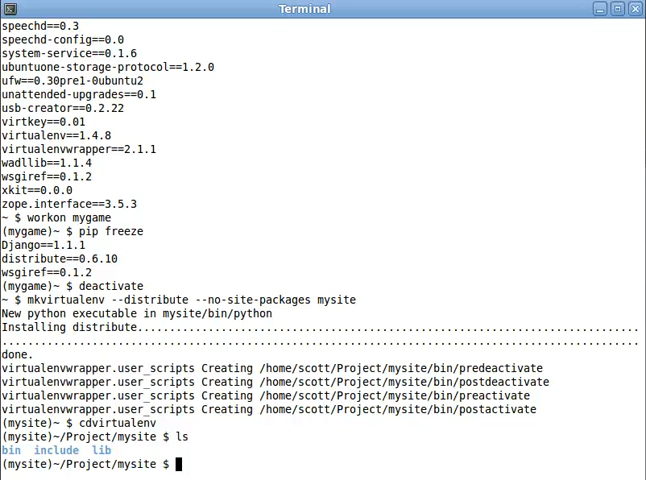 Terminal
speechd==0.3
speechd-config==0.0
system-service==0.1.6
ubuntuone-storage-protocol==1.2.0
ufw==0.30pre1-0ubuntu2
unattended-upgrades==0.1
usb-creator==0.2.22
virtkey==0.01
virtualenv==1.4.8
virtualenvwrapper==2.1.1
wadllib==1.1.4
wsgiref==0.1.2
xkit==0.0.0
zope.interface==3.5.3
~ $ workon mygame
(mygame)~ $ pip freeze
Django==1.1.1
distribute==0.6.10
wsgiref==0.1.2
(mygame)~ $ deactivate
~ $ mkvirtualenv --distribute --no-site-packages mysite
New python executable in mysite/bin/python
Installing distribute..............................................................................
...................................................................................................
done.
virtualenvwrapper.user_scripts Creating /home/scott/Project/mysite/bin/predeactivate
virtualenvwrapper.user_scripts Creating /home/scott/Project/mysite/bin/postdeactivate
virtualenvwrapper.user_scripts Creating /home/scott/Project/mysite/bin/preactivate
virtualenvwrapper.user_scripts Creating /home/scott/Project/mysite/bin/postactivate
(mysite)~ $ cdvirtualenv
(mysite)~/Project/mysite $ ls
bin  include  lib
(mysite)~/Project/mysite $